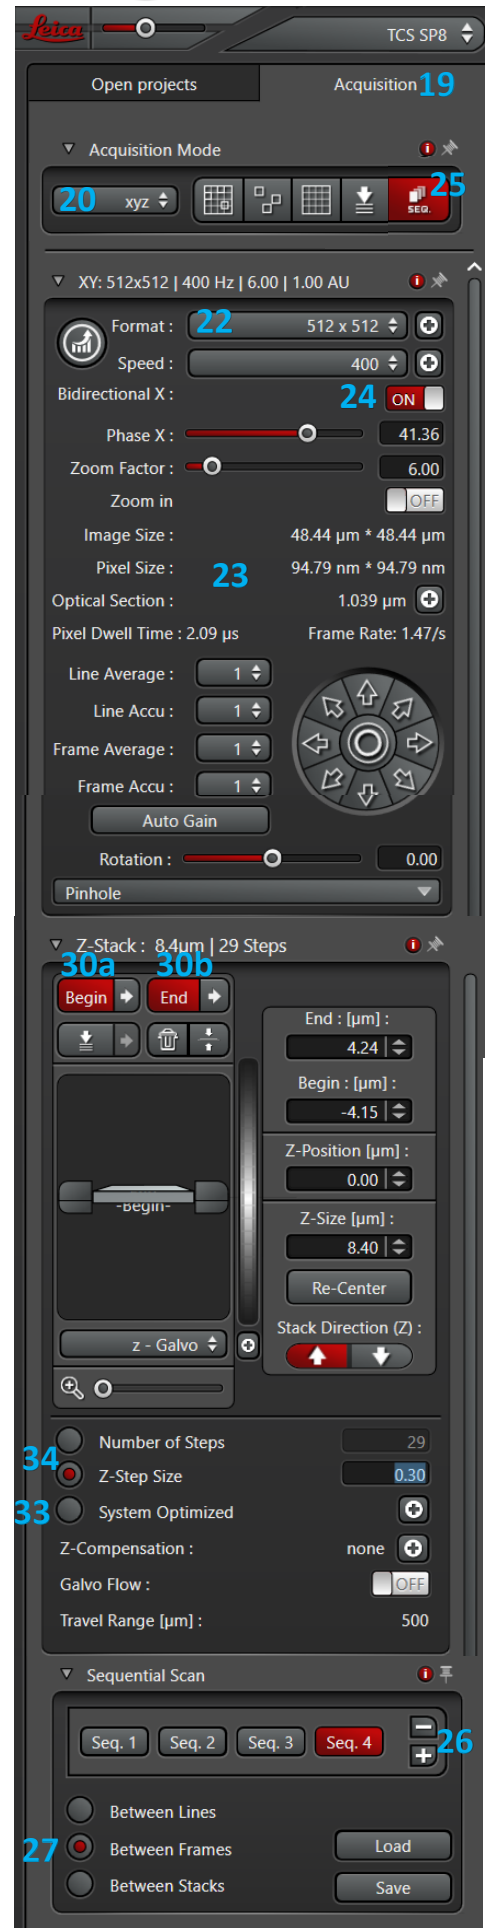 Leica
TCS SP8
Open projects
Acquisition 19
Acquisition Mode
20 xyz
SEQ. 25
XY: 512x512 | 400 Hz | 6.00 | 1.00 AU
Format : 22 512 x 512
Speed : 400
Bidirectional X : 24 ON
Phase X : 41.36
Zoom Factor : 6.00
Zoom in OFF
Image Size : 48.44 µm * 48.44 µm
Pixel Size : 23 94.79 nm * 94.79 nm
Optical Section : 1.039 µm
Pixel Dwell Time : 2.09 µs Frame Rate: 1.47/s
Line Average : 1
Line Accu : 1
Frame Average : 1
Frame Accu : 1
Auto Gain
Rotation : 0.00
Pinhole
Z-Stack : 8.4µm | 29 Steps
30a 30b
Begin End
End : [µm] :
4.24
Begin : [µm] :
-4.15
Z-Position [µm] :
0.00
Z-Size [µm] :
8.40
Re-Center
Stack Direction (Z) :
-Begin-
z - Galvo
Number of Steps 29
34 Z-Step Size 0.30
33 System Optimized
Z-Compensation : none
Galvo Flow : OFF
Travel Range [µm] : 500
Sequential Scan
Seq. 1 Seq. 2 Seq. 3 Seq. 4 26
Between Lines
27 Between Frames Load
Between Stacks Save